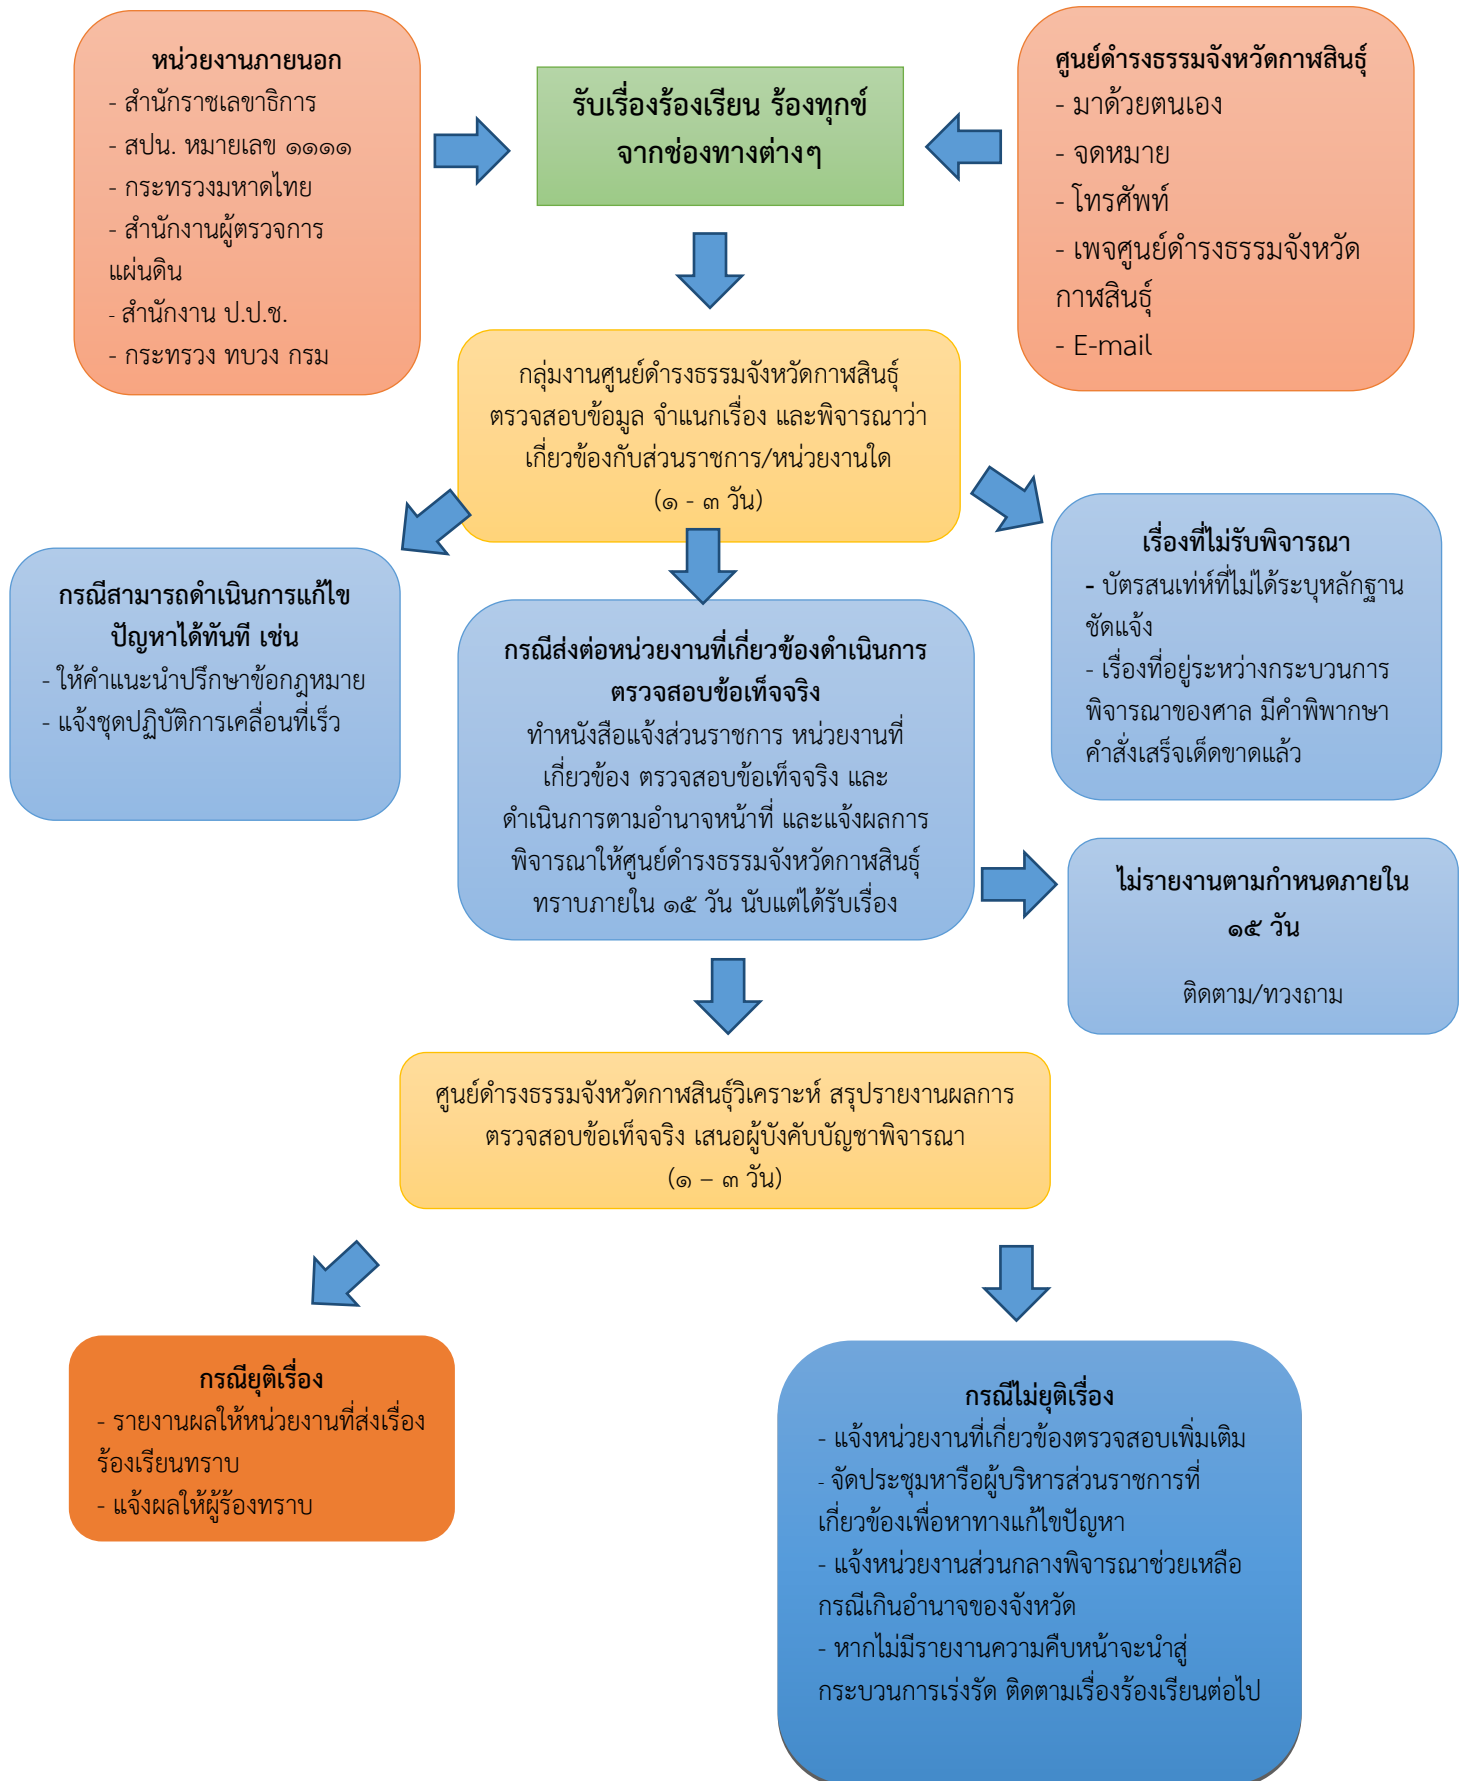 หน่วยงานภายนอก
- สำนักราชเลขาธิการ
- สปน. หมายเลข ๑๑๑๑
- กระทรวงมหาดไทย
- สำนักงานผู้ตรวจการ
แผ่นดิน
- สำนักงาน ป.ป.ช.
- กระทรวง ทบวง กรม
รับเรื่องร้องเรียน ร้องทุกข์
จากช่องทางต่างๆ
ศูนย์ดำรงธรรมจังหวัดกาฬสินธุ์
- มาด้วยตนเอง
- จดหมาย
- โทรศัพท์
- เพจศูนย์ดำรงธรรมจังหวัด
กาฬสินธุ์
- E-mail
กลุ่มงานศูนย์ดำรงธรรมจังหวัดกาฬสินธุ์
ตรวจสอบข้อมูล จำแนกเรื่อง และพิจารณาว่า
เกี่ยวข้องกับส่วนราชการ/หน่วยงานใด
(๑ - ๓ วัน)
กรณีสามารถดำเนินการแก้ไข
ปัญหาได้ทันที เช่น
- ให้คำแนะนำปรึกษาข้อกฎหมาย
- แจ้งชุดปฏิบัติการเคลื่อนที่เร็ว
กรณีส่งต่อหน่วยงานที่เกี่ยวข้องดำเนินการ
ตรวจสอบข้อเท็จจริง
ทำหนังสือแจ้งส่วนราชการ หน่วยงานที่
เกี่ยวข้อง ตรวจสอบข้อเท็จจริง และ
ดำเนินการตามอำนาจหน้าที่ และแจ้งผลการ
พิจารณาให้ศูนย์ดำรงธรรมจังหวัดกาฬสินธุ์
ทราบภายใน ๑๕ วัน นับแต่ได้รับเรื่อง
เรื่องที่ไม่รับพิจารณา
- บัตรสนเท่ห์ที่ไม่ได้ระบุหลักฐาน
ชัดแจ้ง
- เรื่องที่อยู่ระหว่างกระบวนการ
พิจารณาของศาล มีคำพิพากษา
คำสั่งเสร็จเด็ดขาดแล้ว
ไม่รายงานตามกำหนดภายใน
๑๕ วัน
ติดตาม/ทวงถาม
ศูนย์ดำรงธรรมจังหวัดกาฬสินธุ์วิเคราะห์ สรุปรายงานผลการ
ตรวจสอบข้อเท็จจริง เสนอผู้บังคับบัญชาพิจารณา
(๑ – ๓ วัน)
กรณียุติเรื่อง
- รายงานผลให้หน่วยงานที่ส่งเรื่อง
ร้องเรียนทราบ
- แจ้งผลให้ผู้ร้องทราบ
กรณีไม่ยุติเรื่อง
- แจ้งหน่วยงานที่เกี่ยวข้องตรวจสอบเพิ่มเติม
- จัดประชุมหารือผู้บริหารส่วนราชการที่
เกี่ยวข้องเพื่อหาทางแก้ไขปัญหา
- แจ้งหน่วยงานส่วนกลางพิจารณาช่วยเหลือ
กรณีเกินอำนาจของจังหวัด
- หากไม่มีรายงานความคืบหน้าจะนำสู่
กระบวนการเร่งรัด ติดตามเรื่องร้องเรียนต่อไป